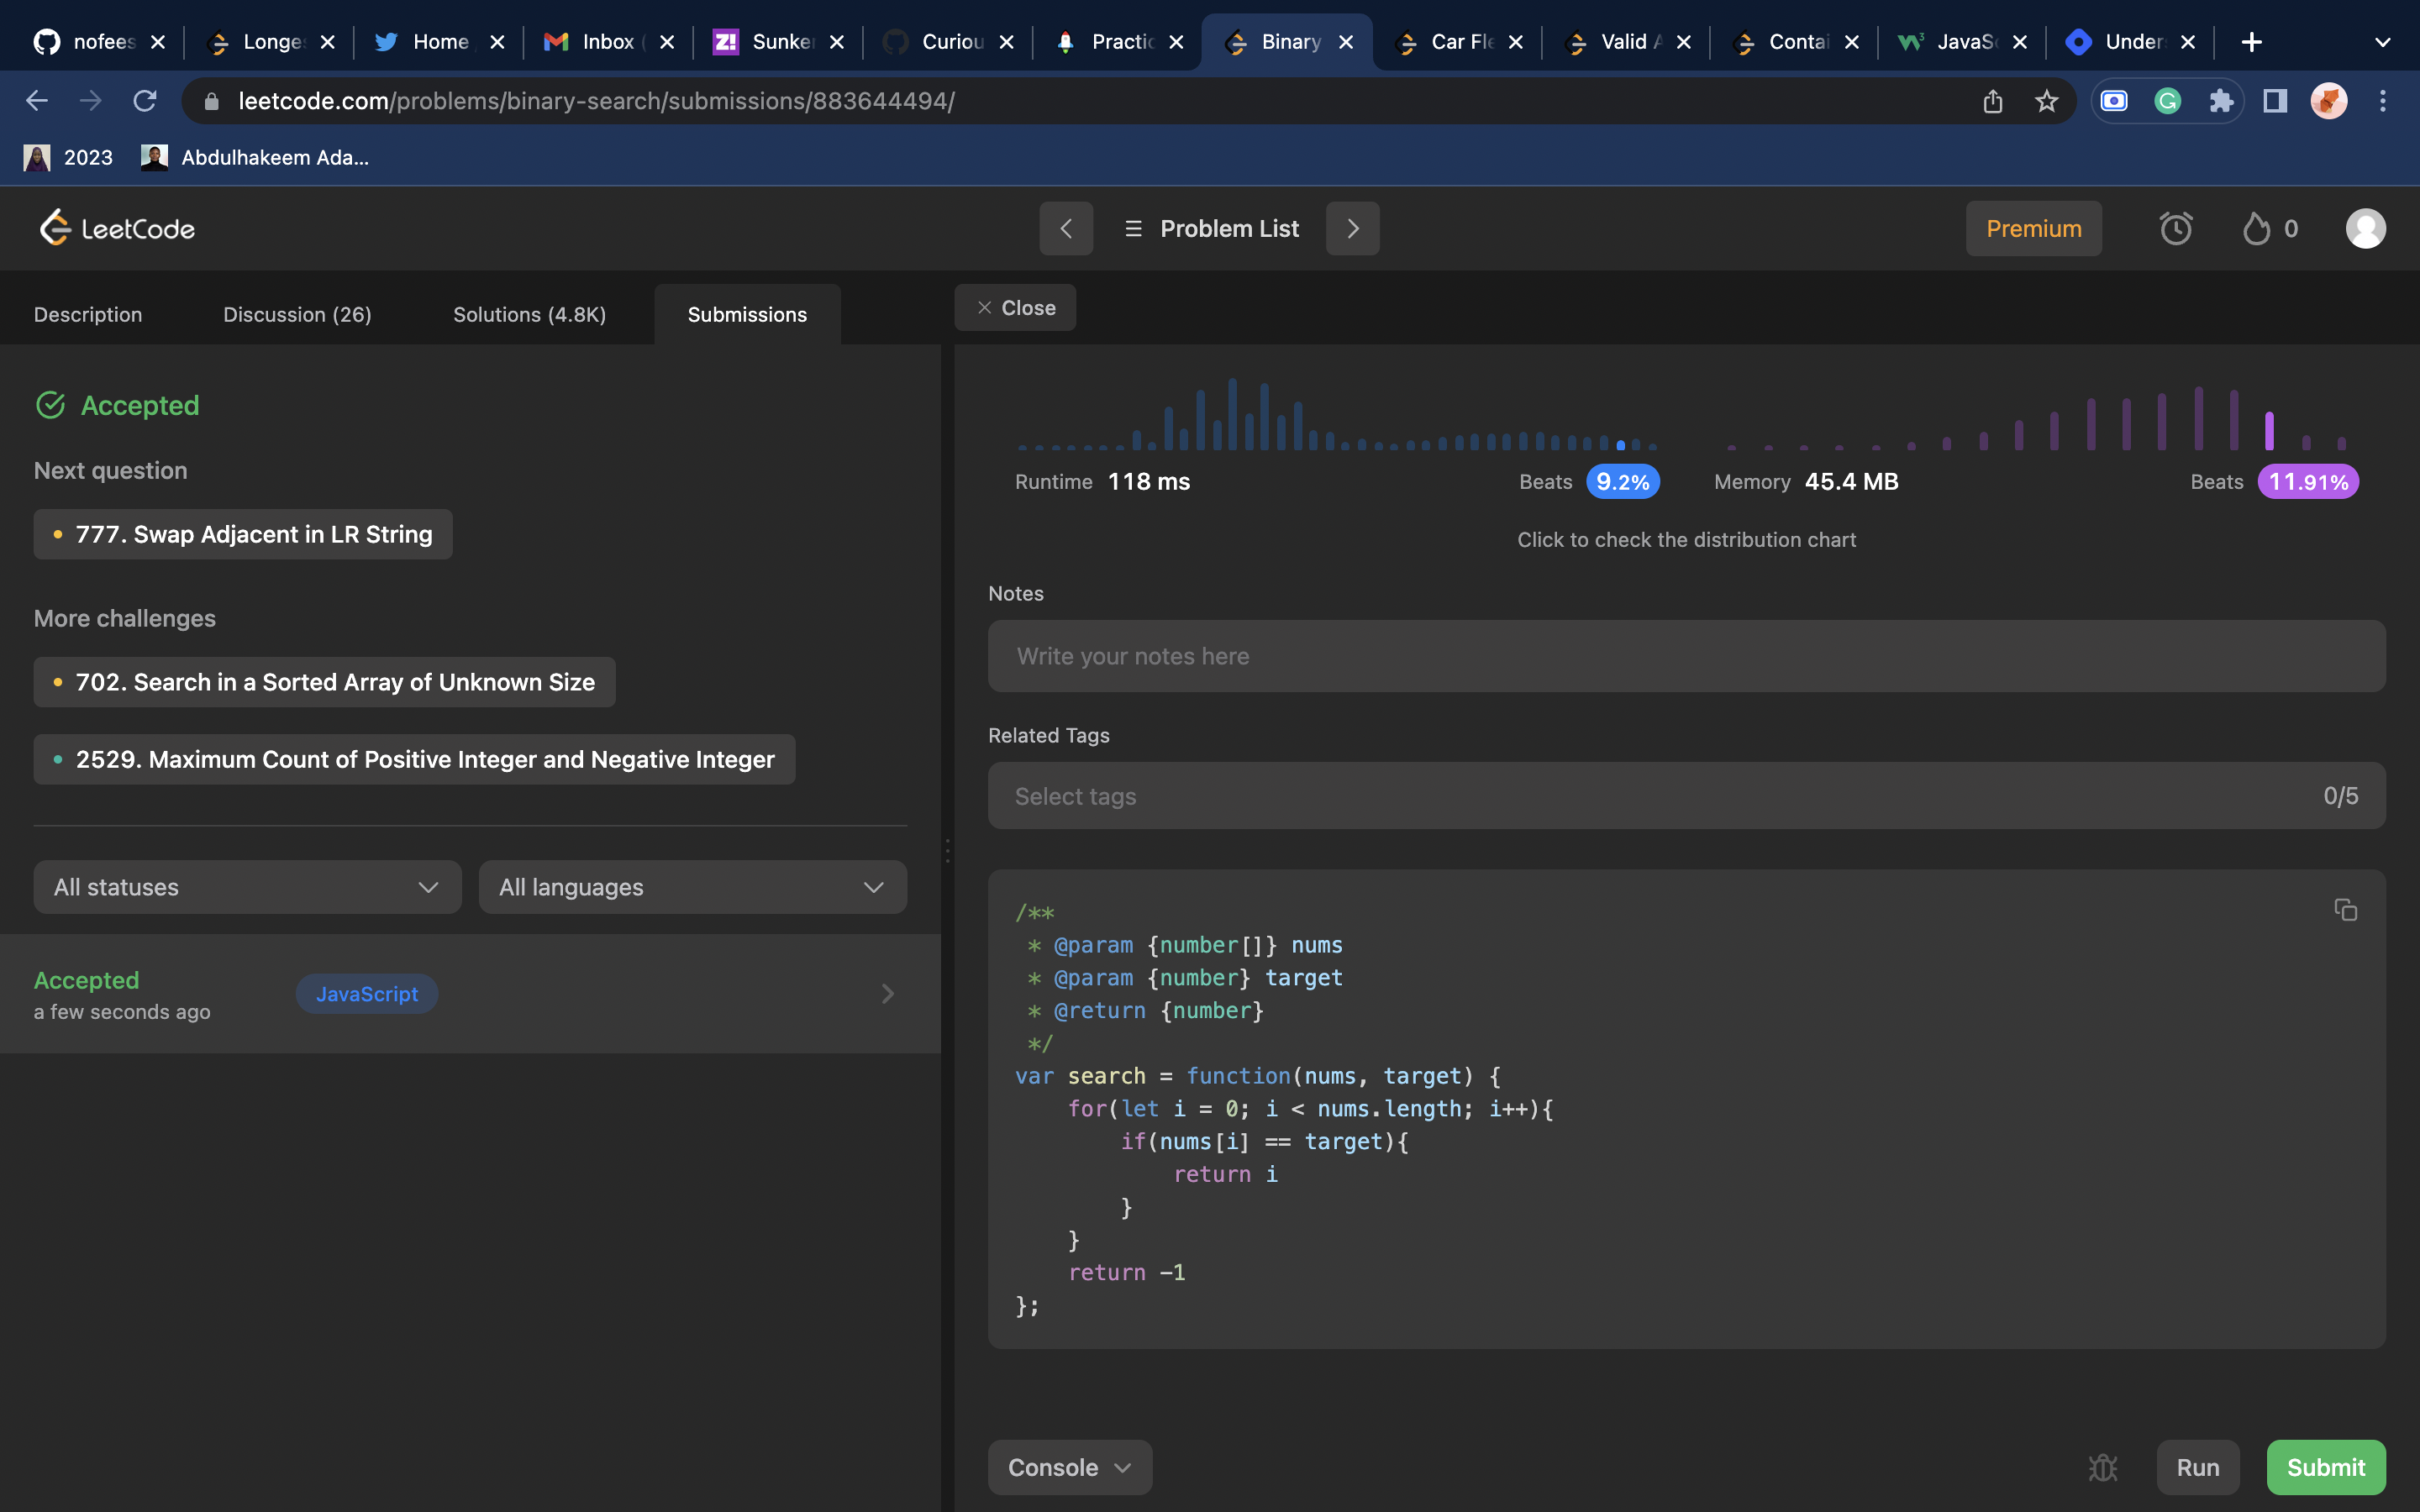 nofees
Longe
Home
Inbox (
Z! Sunker
Curiou
Practic
Binary
Car Fle
Valid A
Contai
JavaSc
Under
leetcode.com/problems/binary-search/submissions/883644494/
2023 Abdulhakeem Ada...
LeetCode
Problem List
Premium
0
Description Discussion (26) Solutions (4.8K) Submissions
Close
Accepted
Next question
777. Swap Adjacent in LR String
More challenges
702. Search in a Sorted Array of Unknown Size
2529. Maximum Count of Positive Integer and Negative Integer
All statuses
All languages
Accepted
a few seconds ago
JavaScript
Runtime 118 ms
Beats 9.2%
Memory 45.4 MB
Beats 11.91%
Click to check the distribution chart
Notes
Write your notes here
Related Tags
Select tags 0/5
/**
 * @param {number[]} nums
 * @param {number} target
 * @return {number}
 */
var search = function(nums, target) {
    for(let i = 0; i < nums.length; i++){
        if(nums[i] == target){
            return i
        }
    }
    return -1
};
Console
Run
Submit